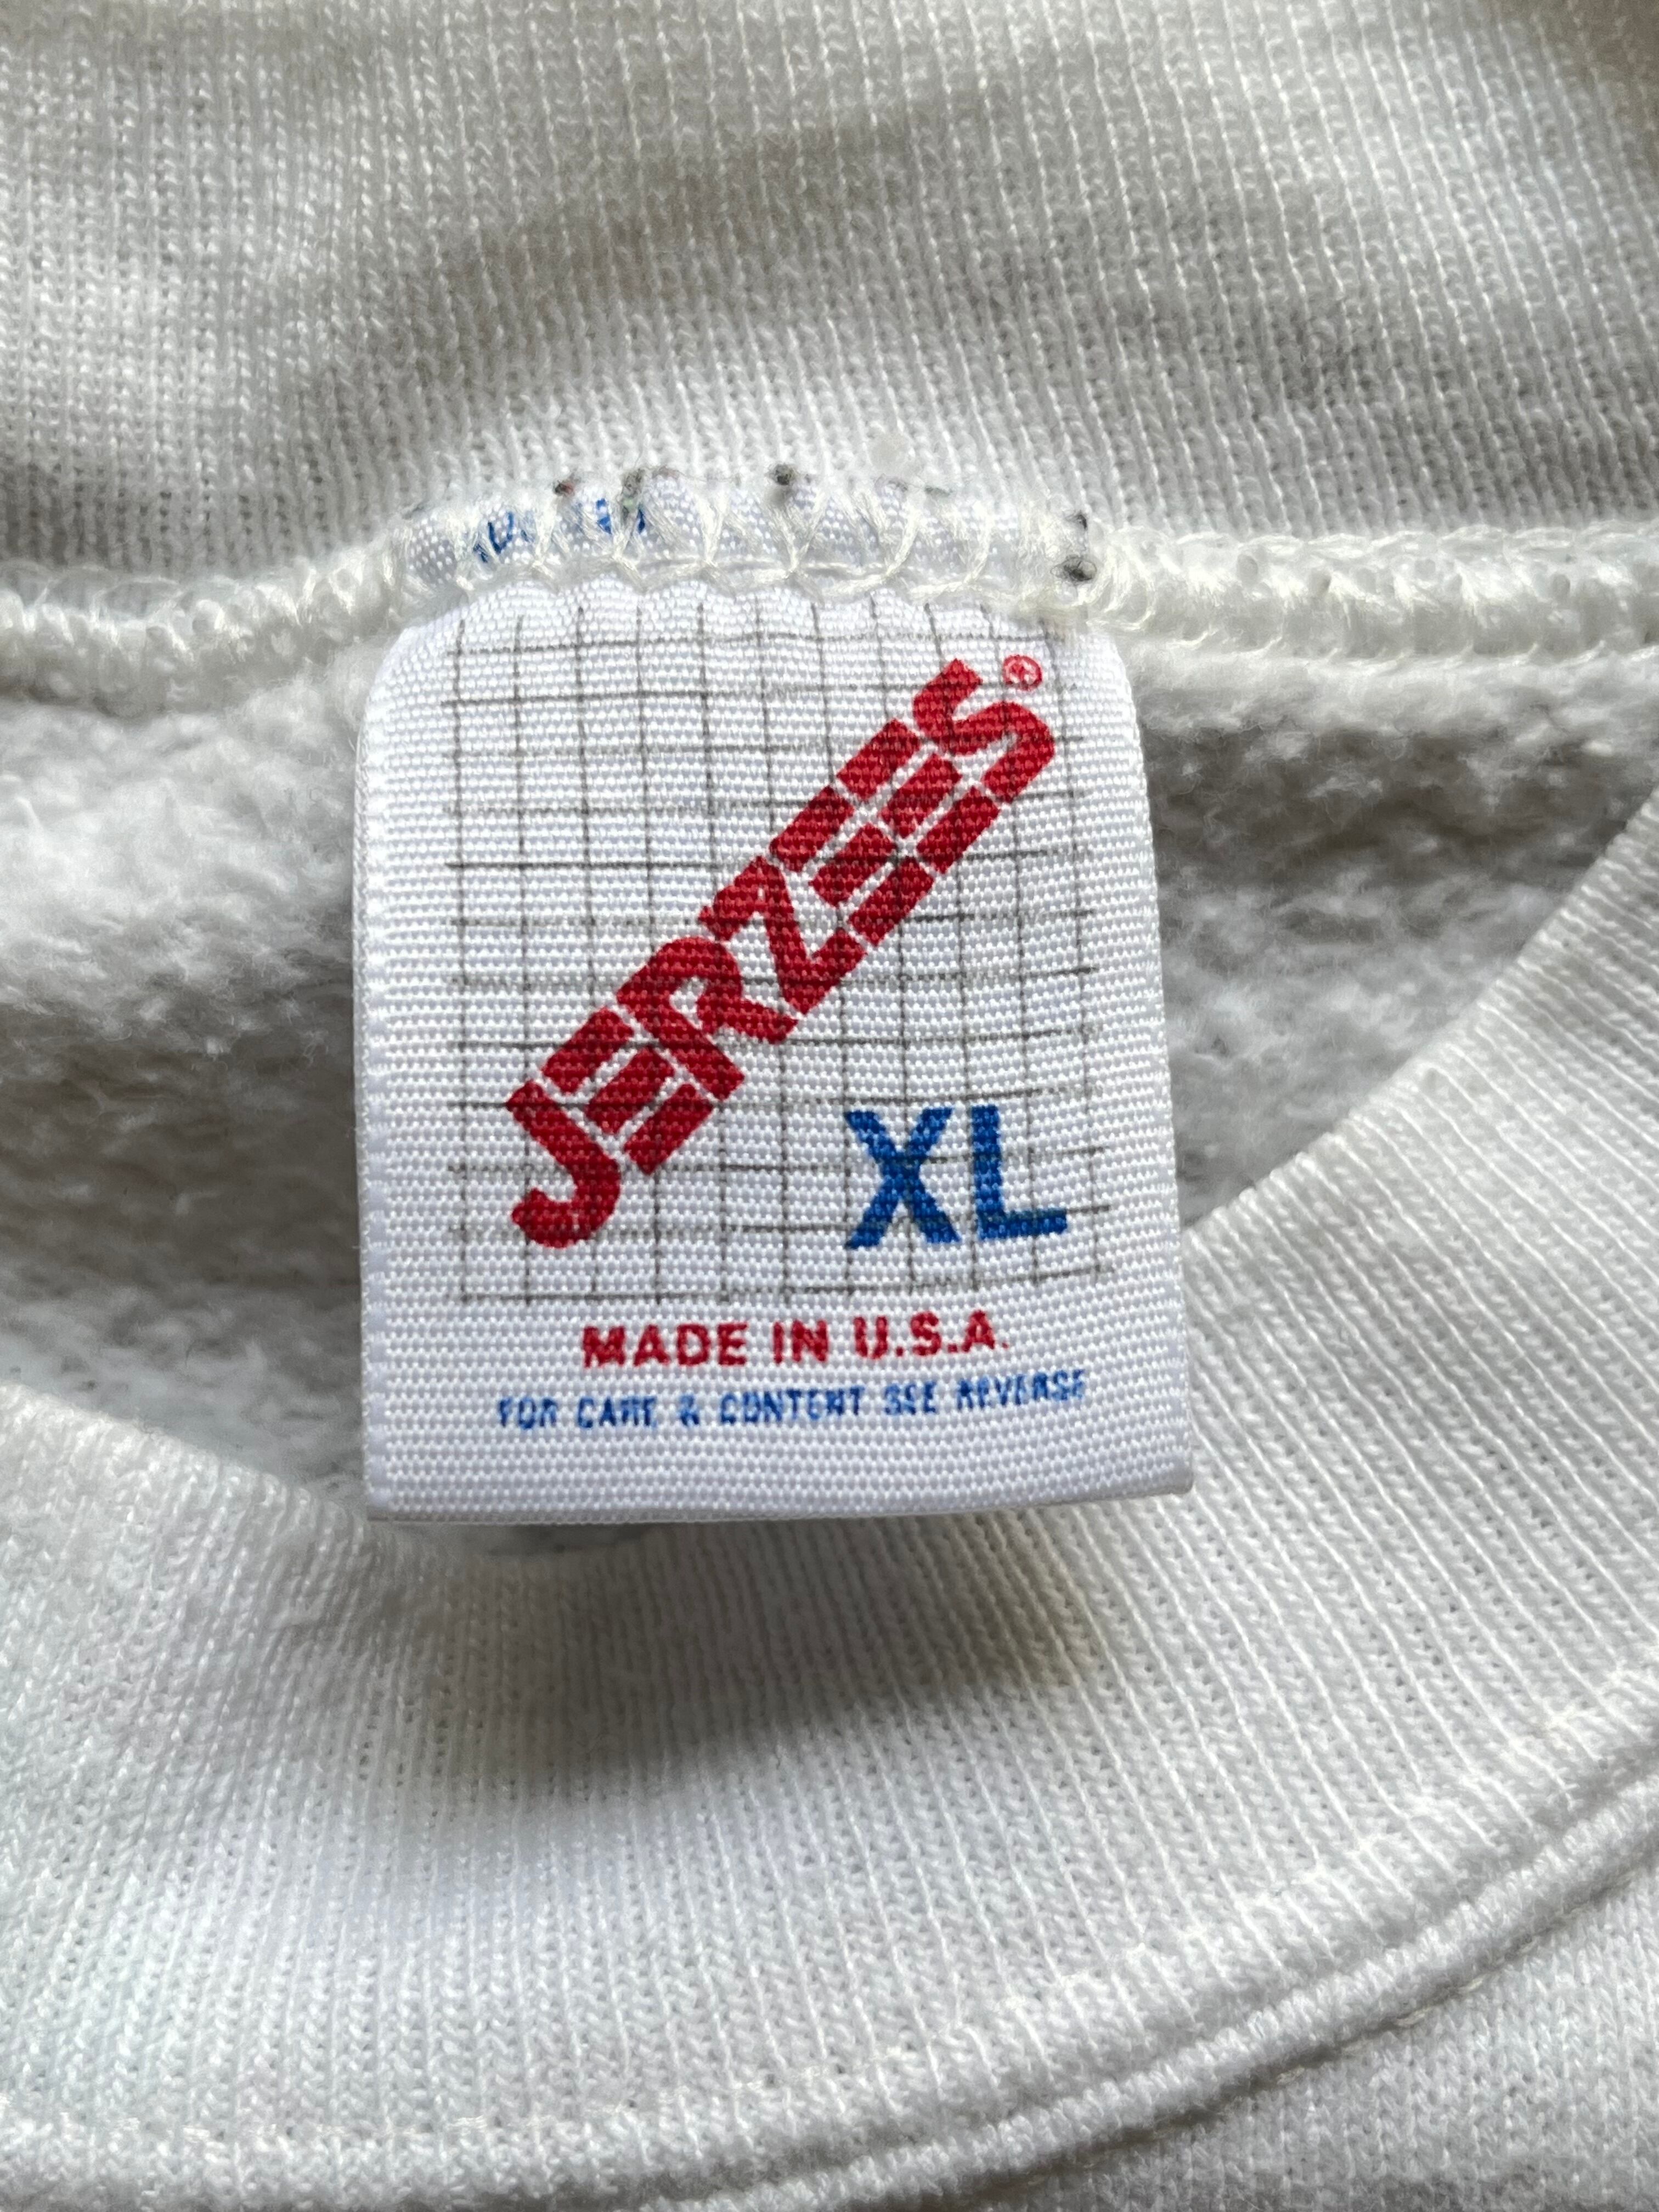 JERZEES®
XL
MADE IN U.S.A.
FOR CARE & CONTENT SEE REVERSE